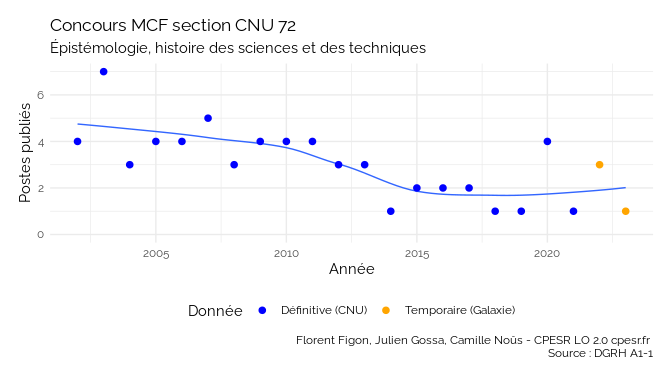 Concours MCF section CNU 72
Épistémologie, histoire des sciences et des techniques
Postes publiés
6
4
2
0
2005 2010 2015 2020
Année
Donnée Définitive (CNU) Temporaire (Galaxie)
Florent Figon, Julien Gossa, Camille Noûs - CPESR LO 2.0 cpesr.fr
Source : DGRH A1-1